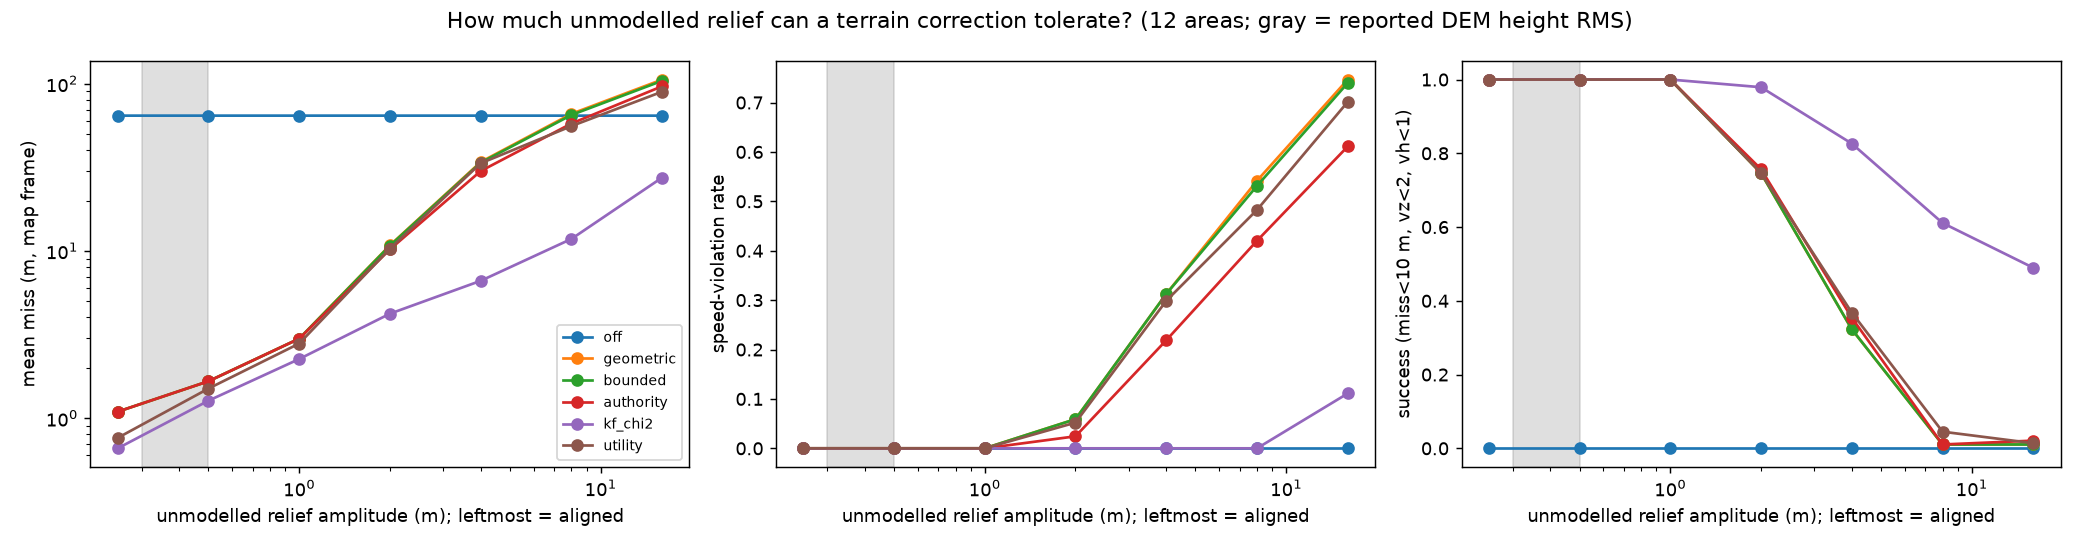 How much unmodelled relief can a terrain correction tolerate? (12 areas; gray = reported DEM height RMS)
mean miss (m, map frame)
10²
10¹
10⁰
off
geometric
bounded
authority
kf_chi2
utility
10⁰
10¹
unmodelled relief amplitude (m); leftmost = aligned
speed-violation rate
0.7
0.6
0.5
0.4
0.3
0.2
0.1
0.0
10⁰
10¹
unmodelled relief amplitude (m); leftmost = aligned
success (miss<10 m, vz<2, vh<1)
1.0
0.8
0.6
0.4
0.2
0.0
10⁰
10¹
unmodelled relief amplitude (m); leftmost = aligned